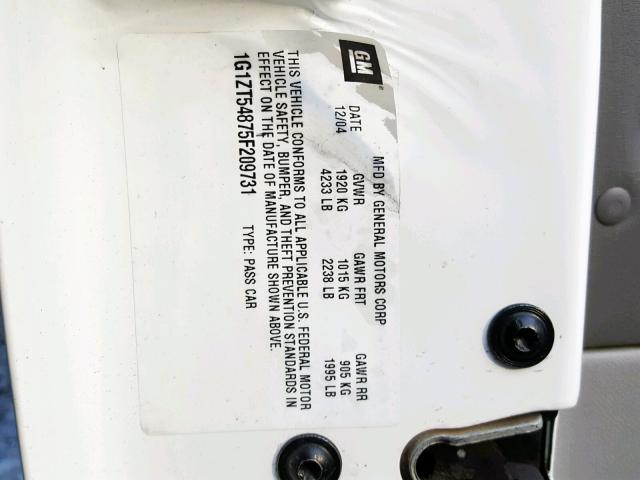 GM
MFD BY GENERAL MOTORS CORP
DATE GVWR GAWR FRT GAWR RR
12/04 1920 KG 1015 KG 905 KG
4233 LB 2238 LB 1995 LB
THIS VEHICLE CONFORMS TO ALL APPLICABLE U.S. FEDERAL MOTOR
VEHICLE SAFETY, BUMPER, AND THEFT PREVENTION STANDARDS IN
EFFECT ON THE DATE OF MANUFACTURE SHOWN ABOVE.
1G1ZT54875F209731 TYPE: PASS CAR